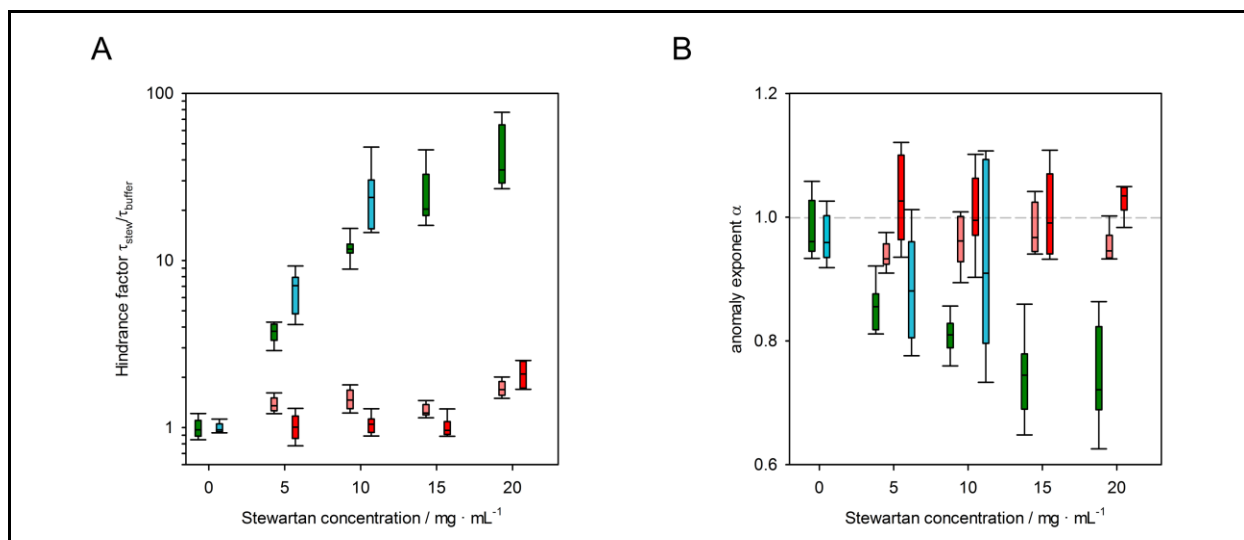 A
B
Hindrance factor τstew/τbuffer
100
10
1
0
5
10
15
20
Stewartan concentration / mg · mL⁻¹
anomaly exponent α
1.2
1.0
0.8
0.6
0
5
10
15
20
Stewartan concentration / mg · mL⁻¹